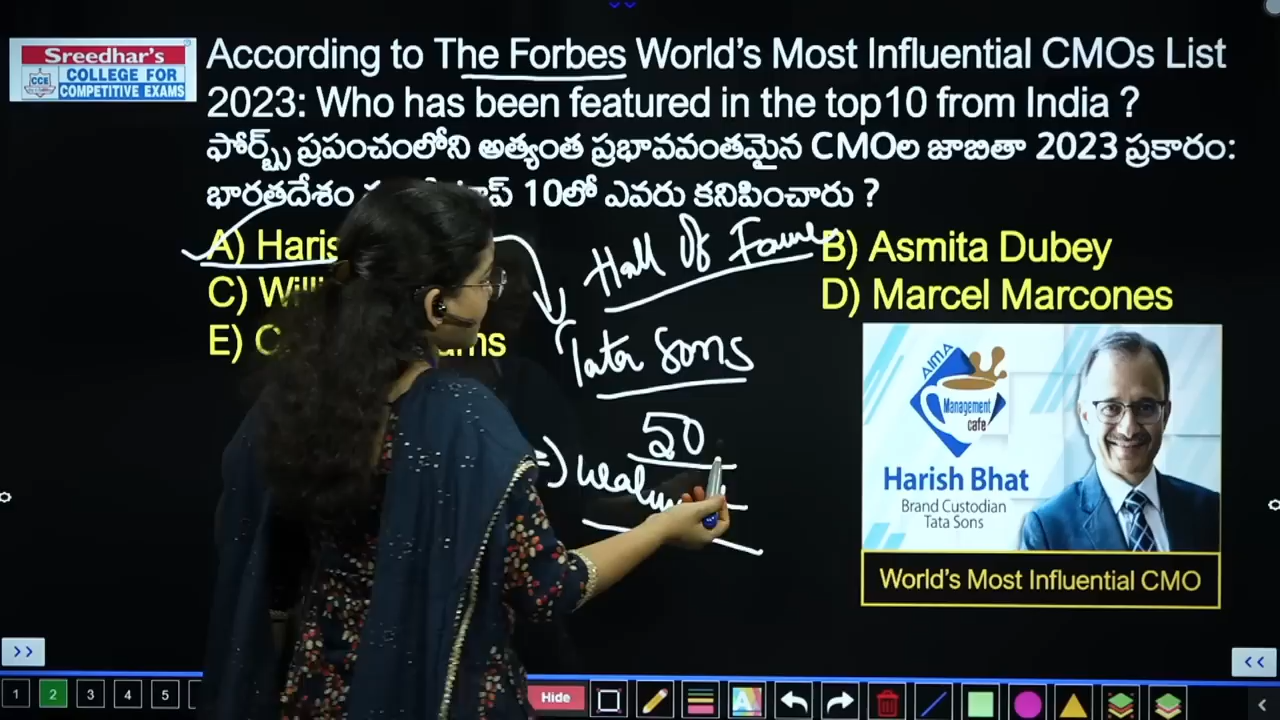 Sreedhar's
COLLEGE FOR
CCE
COMPETITIVE EXAMS
According to The Forbes World's Most Influential CMOs List
2023: Who has been featured in the top10 from India ?
ఫోర్బ్స్ ప్రపంచంలోని అత్యంత ప్రభావవంతమైన CMOల జాబితా 2023 ప్రకారం:
భారతదేశం టాప్ 10లో ఎవరు కనిపించారు ?
A) Haris
B) Asmita Dubey
Hall Of Fame
C) Willi
D) Marcel Marcones
E) C
Tata Sons
50
AIMA
Management
cafe
Harish Bhat
Brand Custodian
Tata Sons
World's Most Influential CMO
>>
<<
1 2 3 4 5
Hide
A